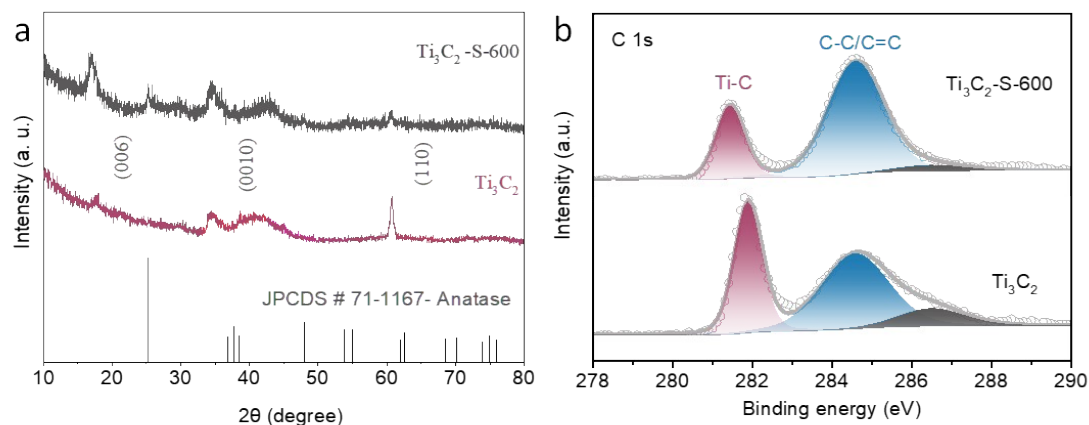 a
Ti₃C₂ -S-600
(006)
(0010)
(110)
Ti₃C₂
JPCDS # 71-1167- Anatase
Intensity (a. u.)
10 20 30 40 50 60 70 80
2θ (degree)
b
C 1s
C-C/C=C
Ti-C
Ti₃C₂-S-600
Ti₃C₂
Intensity (a.u.)
278 280 282 284 286 288 290
Binding energy (eV)